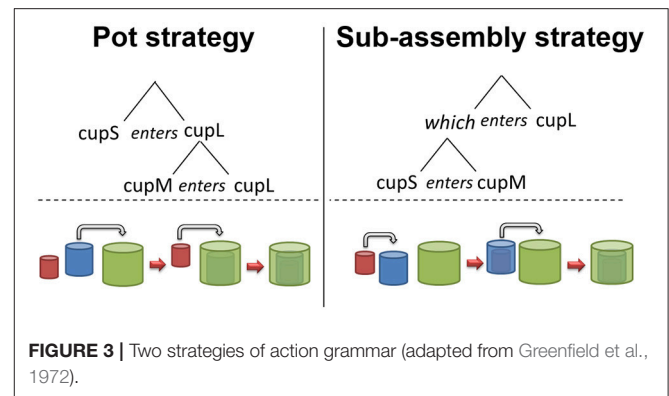 Pot strategy
cupS enters cupL
cupM enters cupL
Sub-assembly strategy
which enters cupL
cupS enters cupM
FIGURE 3 | Two strategies of action grammar (adapted from Greenfield et al.,
1972).